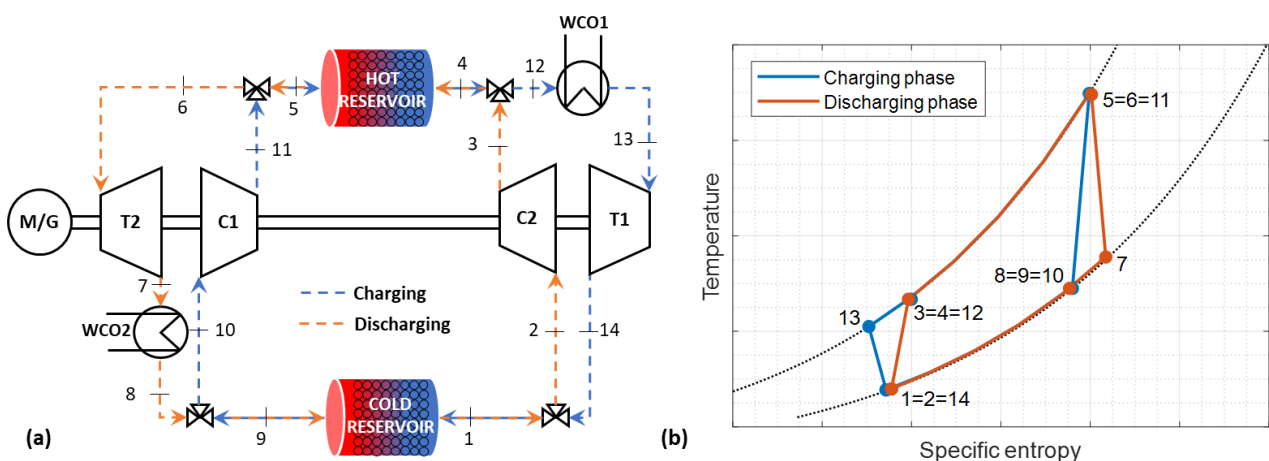 WCO1
6
5
HOT
RESERVOIR
4
12
11
3
13
M/G
T2
C1
C2
T1
7
WCO2
10
Charging
Discharging
2
14
8
COLD
RESERVOIR
9
1
(a)
(b)
Temperature
Charging phase
Discharging phase
5=6=11
8=9=10
7
3=4=12
13
1=2=14
Specific entropy